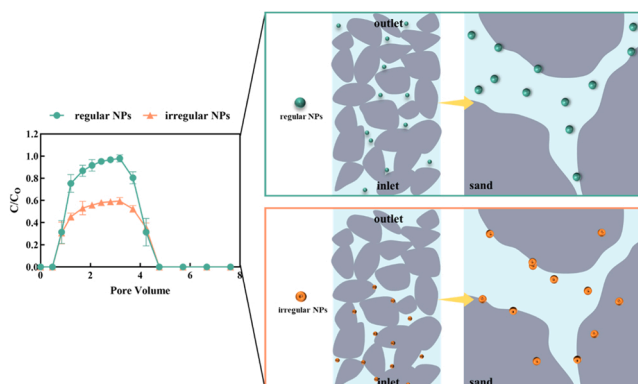 regular NPs
irregular NPs
C/C₀
1.2
1.0
0.8
0.6
0.4
0.2
0.0
0
2
4
6
8
Pore Volume
outlet
regular NPs
inlet
sand
outlet
irregular NPs
inlet
sand